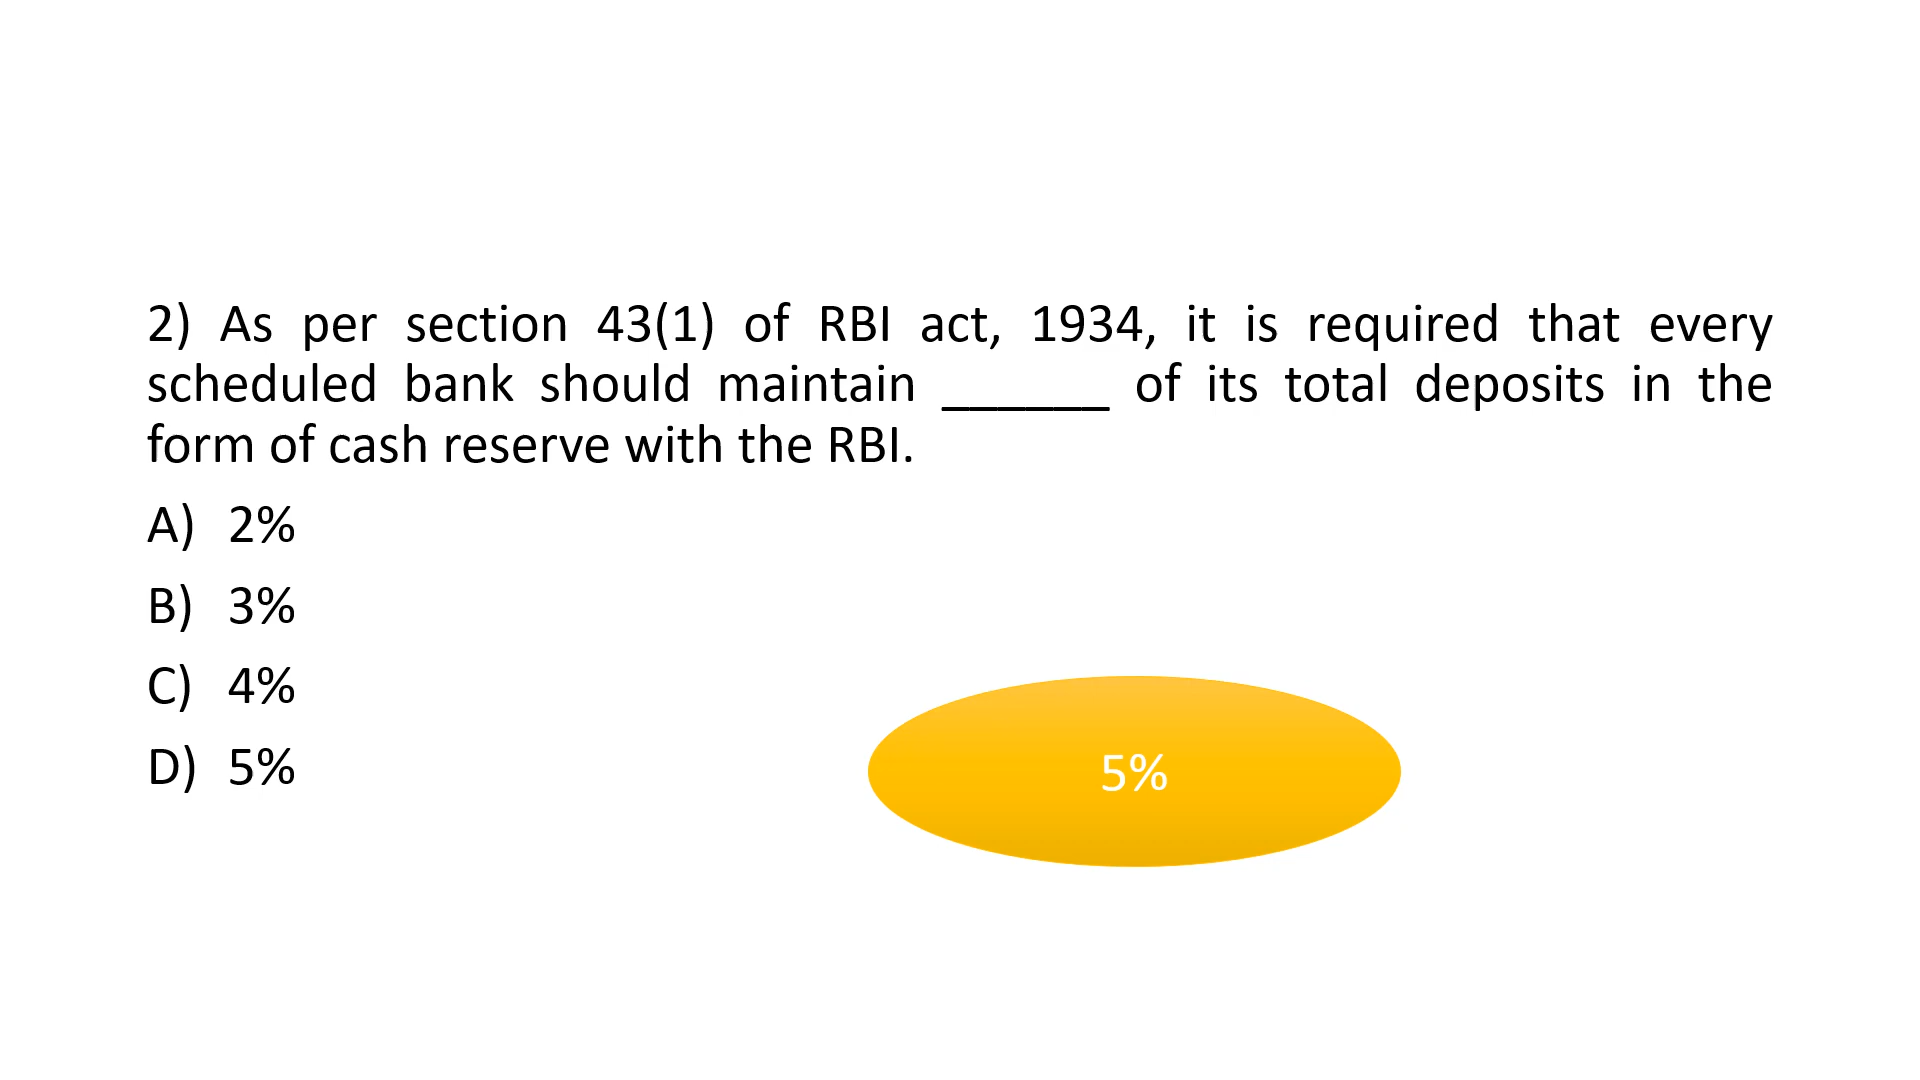 2) As per section 43(1) of RBI act, 1934, it is required that every
scheduled bank should maintain ______ of its total deposits in the
form of cash reserve with the RBI.
A) 2%
B) 3%
C) 4%
D) 5%
5%